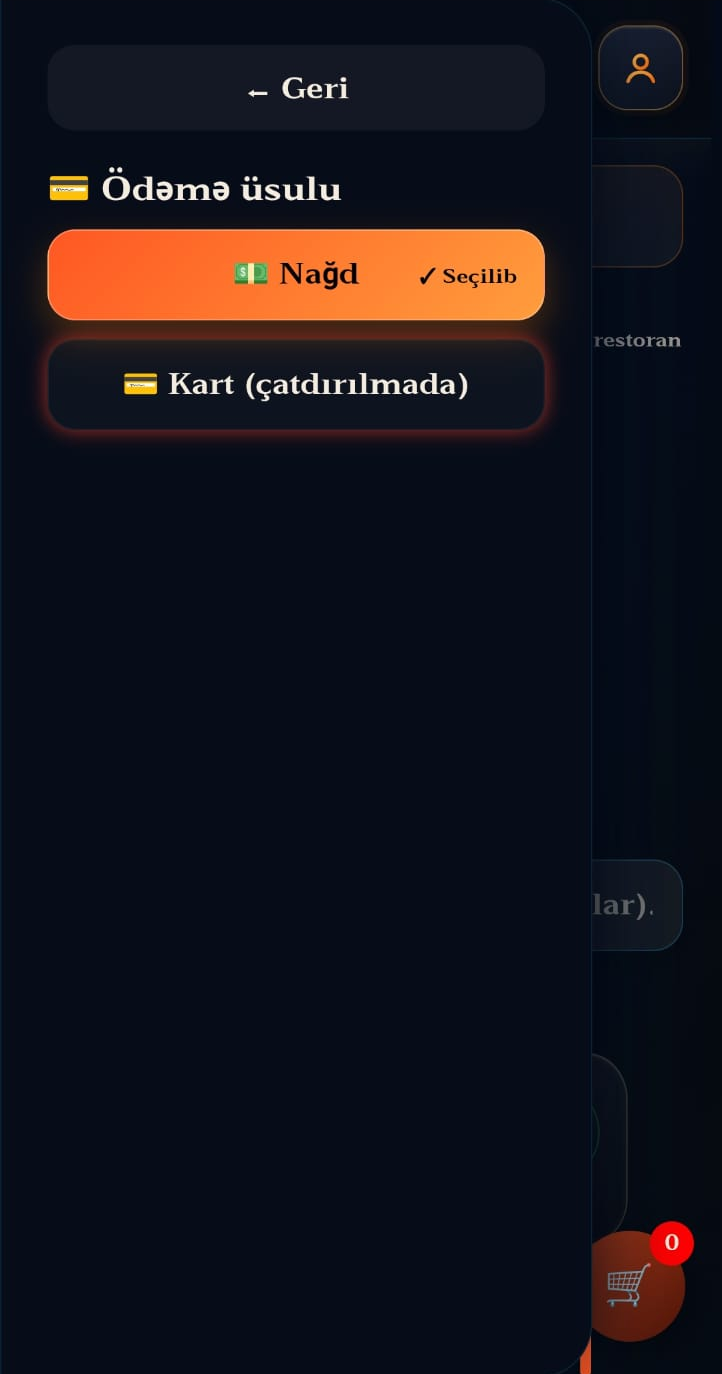 ← Geri
💳 Ödəmə üsulu
💵 Nağd ✓ Seçilib
💳 Kart (çatdırılmada)
restoran
lar).
0